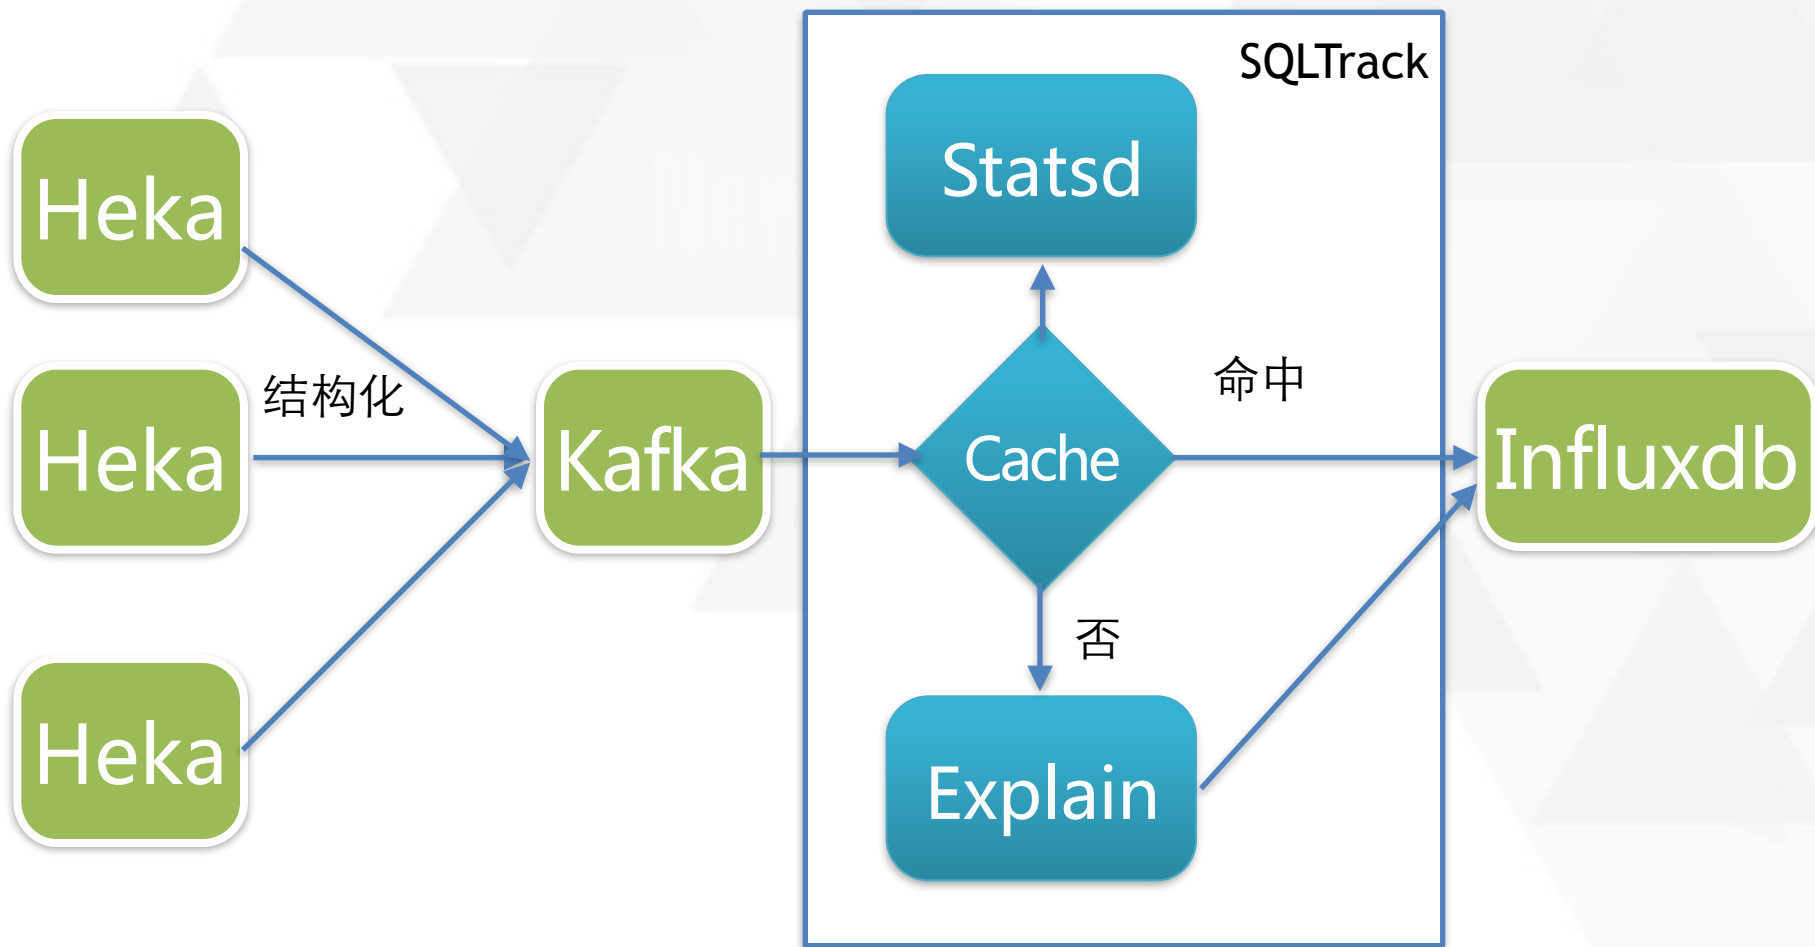 SQLTrack
Statsd
Heka
结构化
命中
Heka
Kafka
Cache
Influxdb
否
Heka
Explain